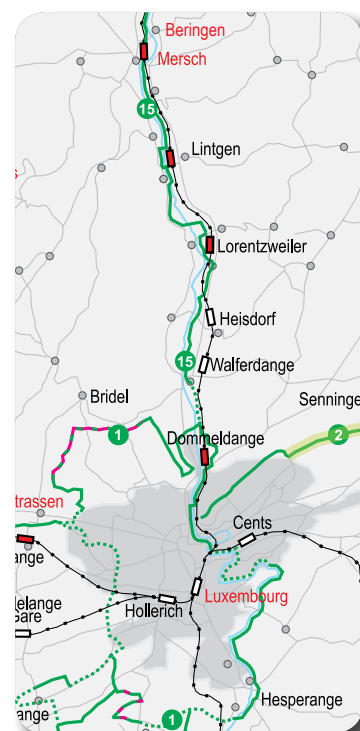 Beringen
Mersch
15
Lintgen
Lorentzweiler
Heisdorf
15
Walferdange
Bridel
Senninge
1
2
Dommeldange
trassen
Cents
ange
Luxembourg
elange
Gare
Hollerich
Hesperange
ange
1